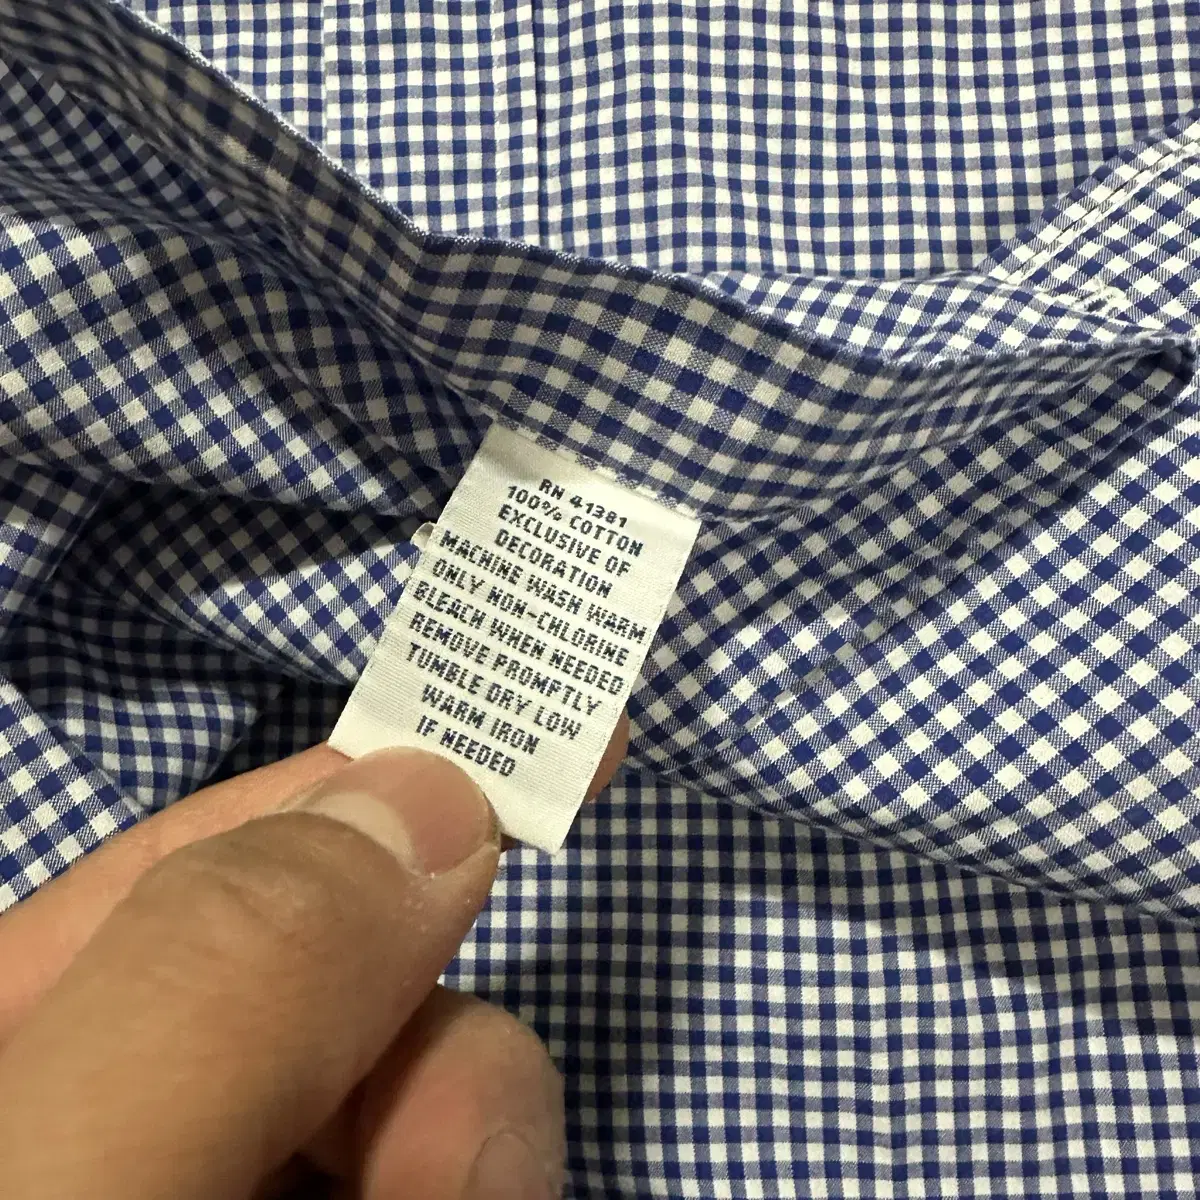 RN 41381
100% COTTON
EXCLUSIVE OF
DECORATION
MACHINE WASH WARM
ONLY NON-CHLORINE
BLEACH WHEN NEEDED
REMOVE PROMPTLY
TUMBLE DRY LOW
WARM IRON
IF NEEDED